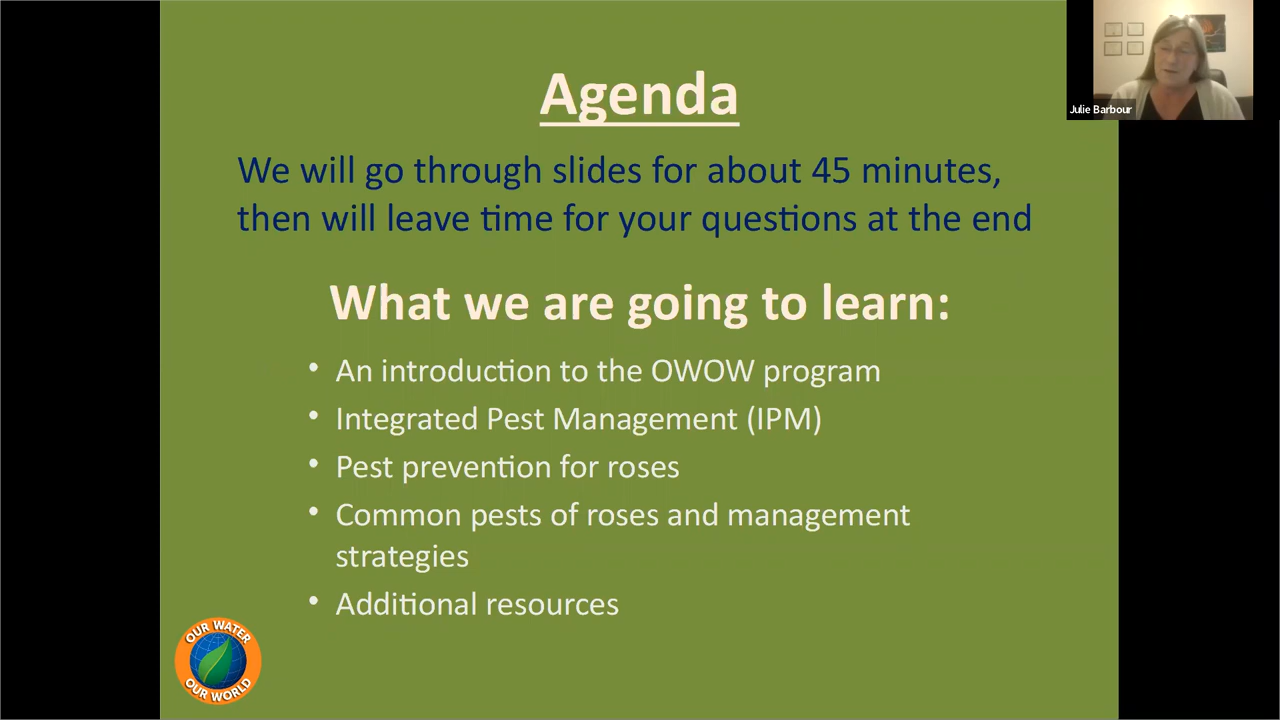 Agenda
We will go through slides for about 45 minutes,
then will leave time for your questions at the end
What we are going to learn:
• An introduction to the OWOW program
• Integrated Pest Management (IPM)
• Pest prevention for roses
• Common pests of roses and management
strategies
• Additional resources
OUR WATER
OUR WORLD
Julie Barbour